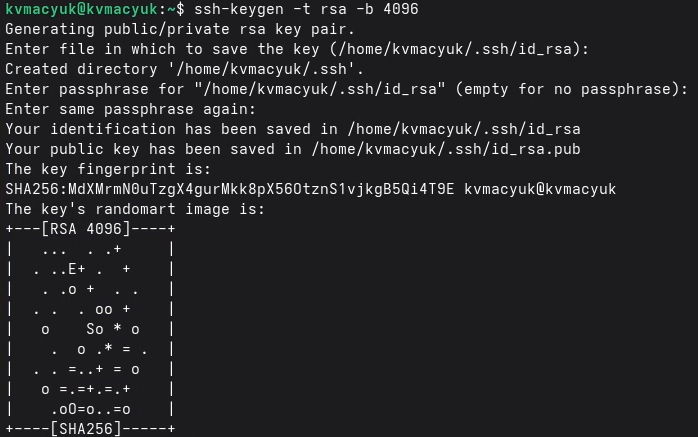 kvmacyuk@kvmacyuk:~$ ssh-keygen -t rsa -b 4096
Generating public/private rsa key pair.
Enter file in which to save the key (/home/kvmacyuk/.ssh/id_rsa):
Created directory '/home/kvmacyuk/.ssh'.
Enter passphrase for "/home/kvmacyuk/.ssh/id_rsa" (empty for no passphrase):
Enter same passphrase again:
Your identification has been saved in /home/kvmacyuk/.ssh/id_rsa
Your public key has been saved in /home/kvmacyuk/.ssh/id_rsa.pub
The key fingerprint is:
SHA256:MdXMrmN0uTzgX4gurMkk8pX56OtznS1vjkgB5Qi4T9E kvmacyuk@kvmacyuk
The key's randomart image is:
+---[RSA 4096]----+
|   ...  . .+     |
|  . ..E+ .  +    |
|   . .o +  . .   |
|  . .  . oo +    |
|   o    So * o   |
|    .  o .* = .  |
|  . . =..+ = o   |
|   o =.=+.=.+    |
|    .oO=o..=o    |
+----[SHA256]-----+